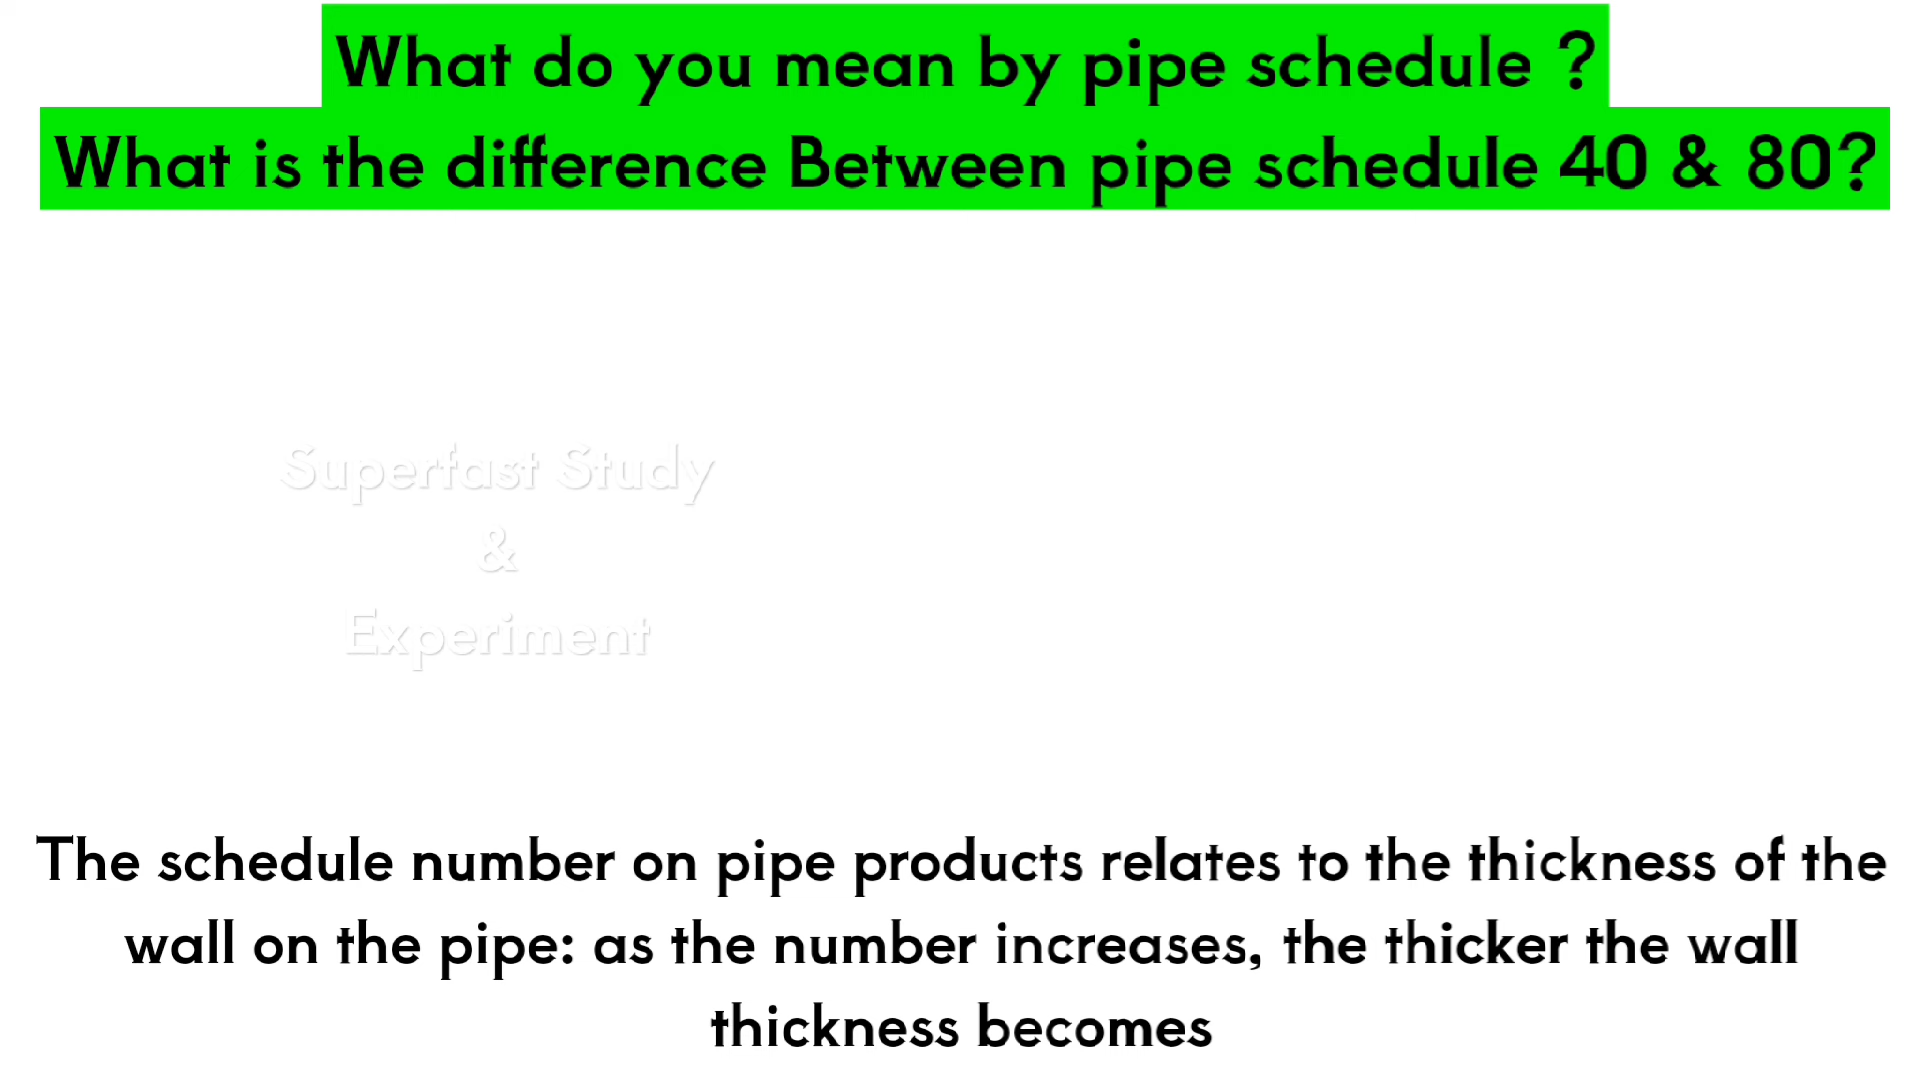 What do you mean by pipe schedule ?
What is the difference Between pipe schedule 40 & 80?
Superfast Study
&
Experiment
The schedule number on pipe products relates to the thickness of the
wall on the pipe: as the number increases, the thicker the wall
thickness becomes